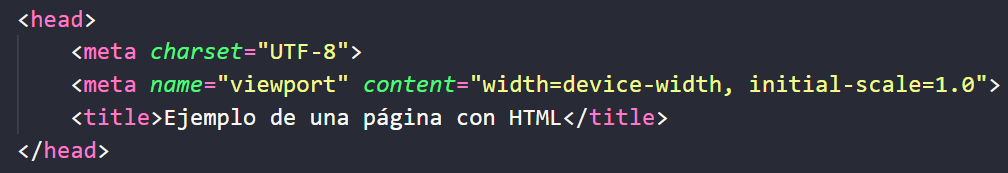 <head>
<meta charset="UTF-8">
<meta name="viewport" content="width=device-width, initial-scale=1.0">
<title>Ejemplo de una página con HTML</title>
</head>